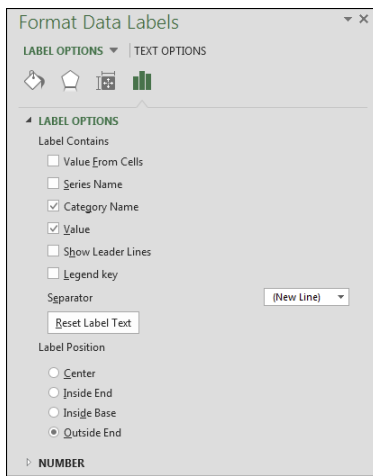 Format Data Labels
LABEL OPTIONS TEXT OPTIONS
LABEL OPTIONS
Label Contains
Value From Cells
Series Name
Category Name
Value
Show Leader Lines
Legend key
Separator (New Line)
Reset Label Text
Label Position
Center
Inside End
Inside Base
Outside End
NUMBER